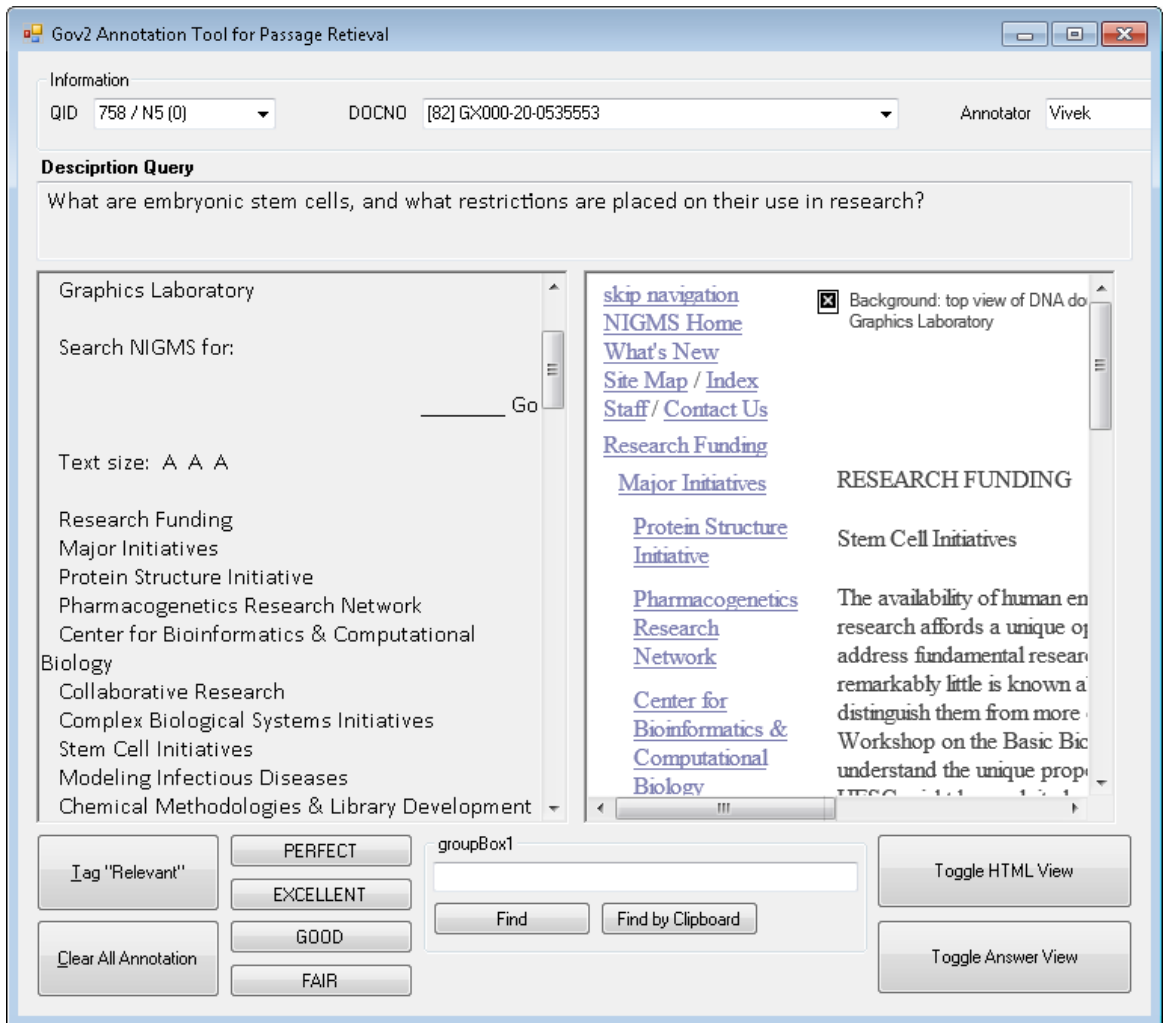 Gov2 Annotation Tool for Passage Retieval
Information
QID 758 / N5 (0) DOCNO [82] GX000-20-0535553 Annotator Vivek
Desciprtion Query
What are embryonic stem cells, and what restrictions are placed on their use in research?
Graphics Laboratory
Search NIGMS for:
________ Go
Text size: A A A
Research Funding
Major Initiatives
Protein Structure Initiative
Pharmacogenetics Research Network
Center for Bioinformatics & Computational
Biology
Collaborative Research
Complex Biological Systems Initiatives
Stem Cell Initiatives
Modeling Infectious Diseases
Chemical Methodologies & Library Development
skip navigation
NIGMS Home
What's New
Site Map / Index
Staff / Contact Us
Research Funding
Major Initiatives
Protein Structure
Initiative
Pharmacogenetics
Research
Network
Center for
Bioinformatics &
Computational
Biology
Background: top view of DNA do
Graphics Laboratory
RESEARCH FUNDING
Stem Cell Initiatives
The availability of human en
research affords a unique op
address fundamental resear
remarkably little is known a
distinguish them from more
Workshop on the Basic Bio
understand the unique prop
Tag "Relevant"
Clear All Annotation
PERFECT
EXCELLENT
GOOD
FAIR
groupBox1
Find Find by Clipboard
Toggle HTML View
Toggle Answer View